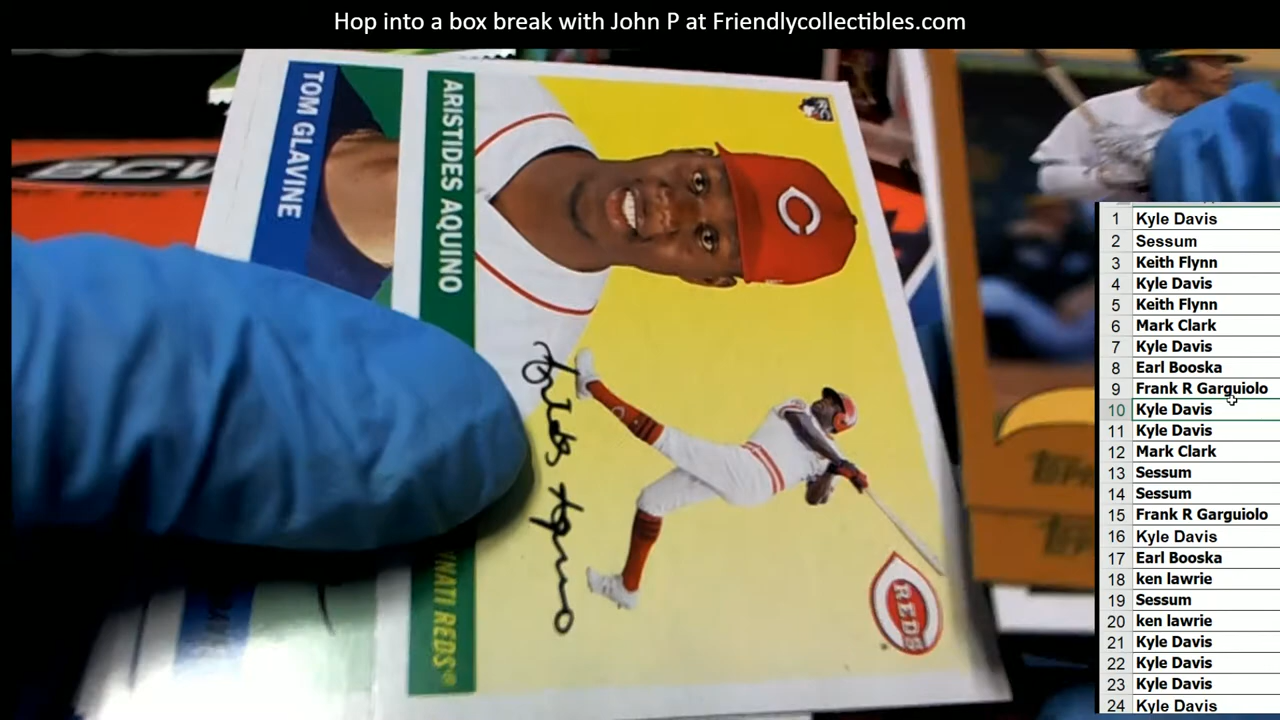 Hop into a box break with John P at Friendlycollectibles.com
TOM GLAVINE
ARISTIDES AQUINO
NNATI REDS
Aristides Aquino
C
REDS
BCW
1 Kyle Davis
2 Sessum
3 Keith Flynn
4 Kyle Davis
5 Keith Flynn
6 Mark Clark
7 Kyle Davis
8 Earl Booska
9 Frank R Garguiolo
10 Kyle Davis
11 Kyle Davis
12 Mark Clark
13 Sessum
14 Sessum
15 Frank R Garguiolo
16 Kyle Davis
17 Earl Booska
18 ken lawrie
19 Sessum
20 ken lawrie
21 Kyle Davis
22 Kyle Davis
23 Kyle Davis
24 Kyle Davis